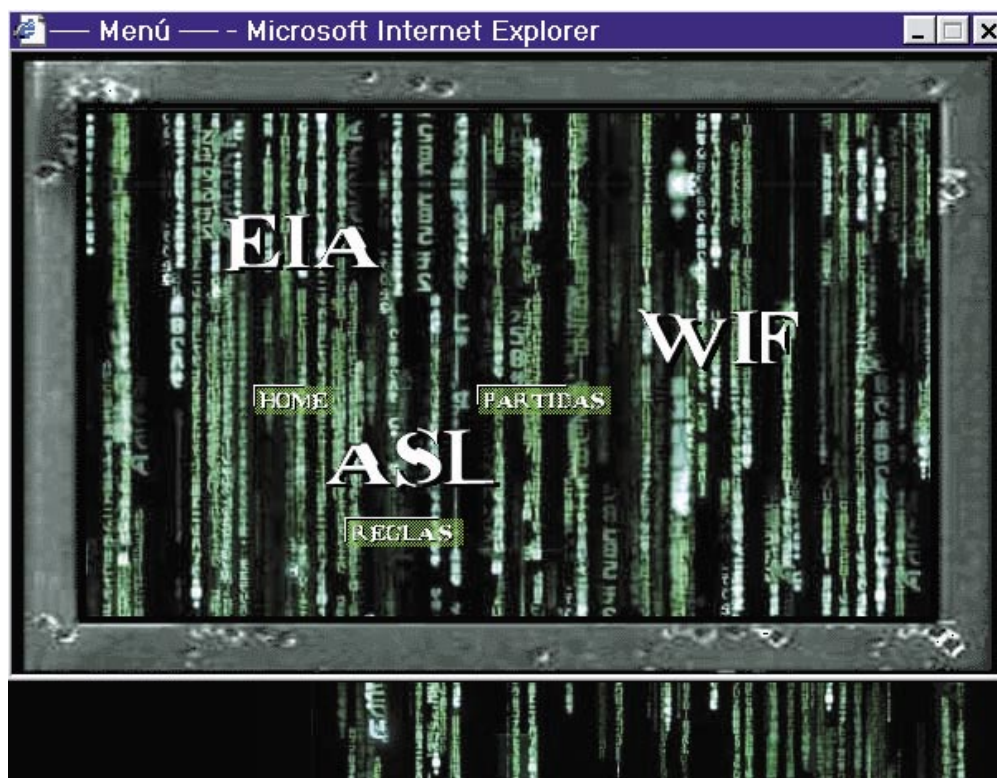 — Menú — - Microsoft Internet Explorer
EIA
WIF
HOME
PARTIDAS
ASL
REGLAS